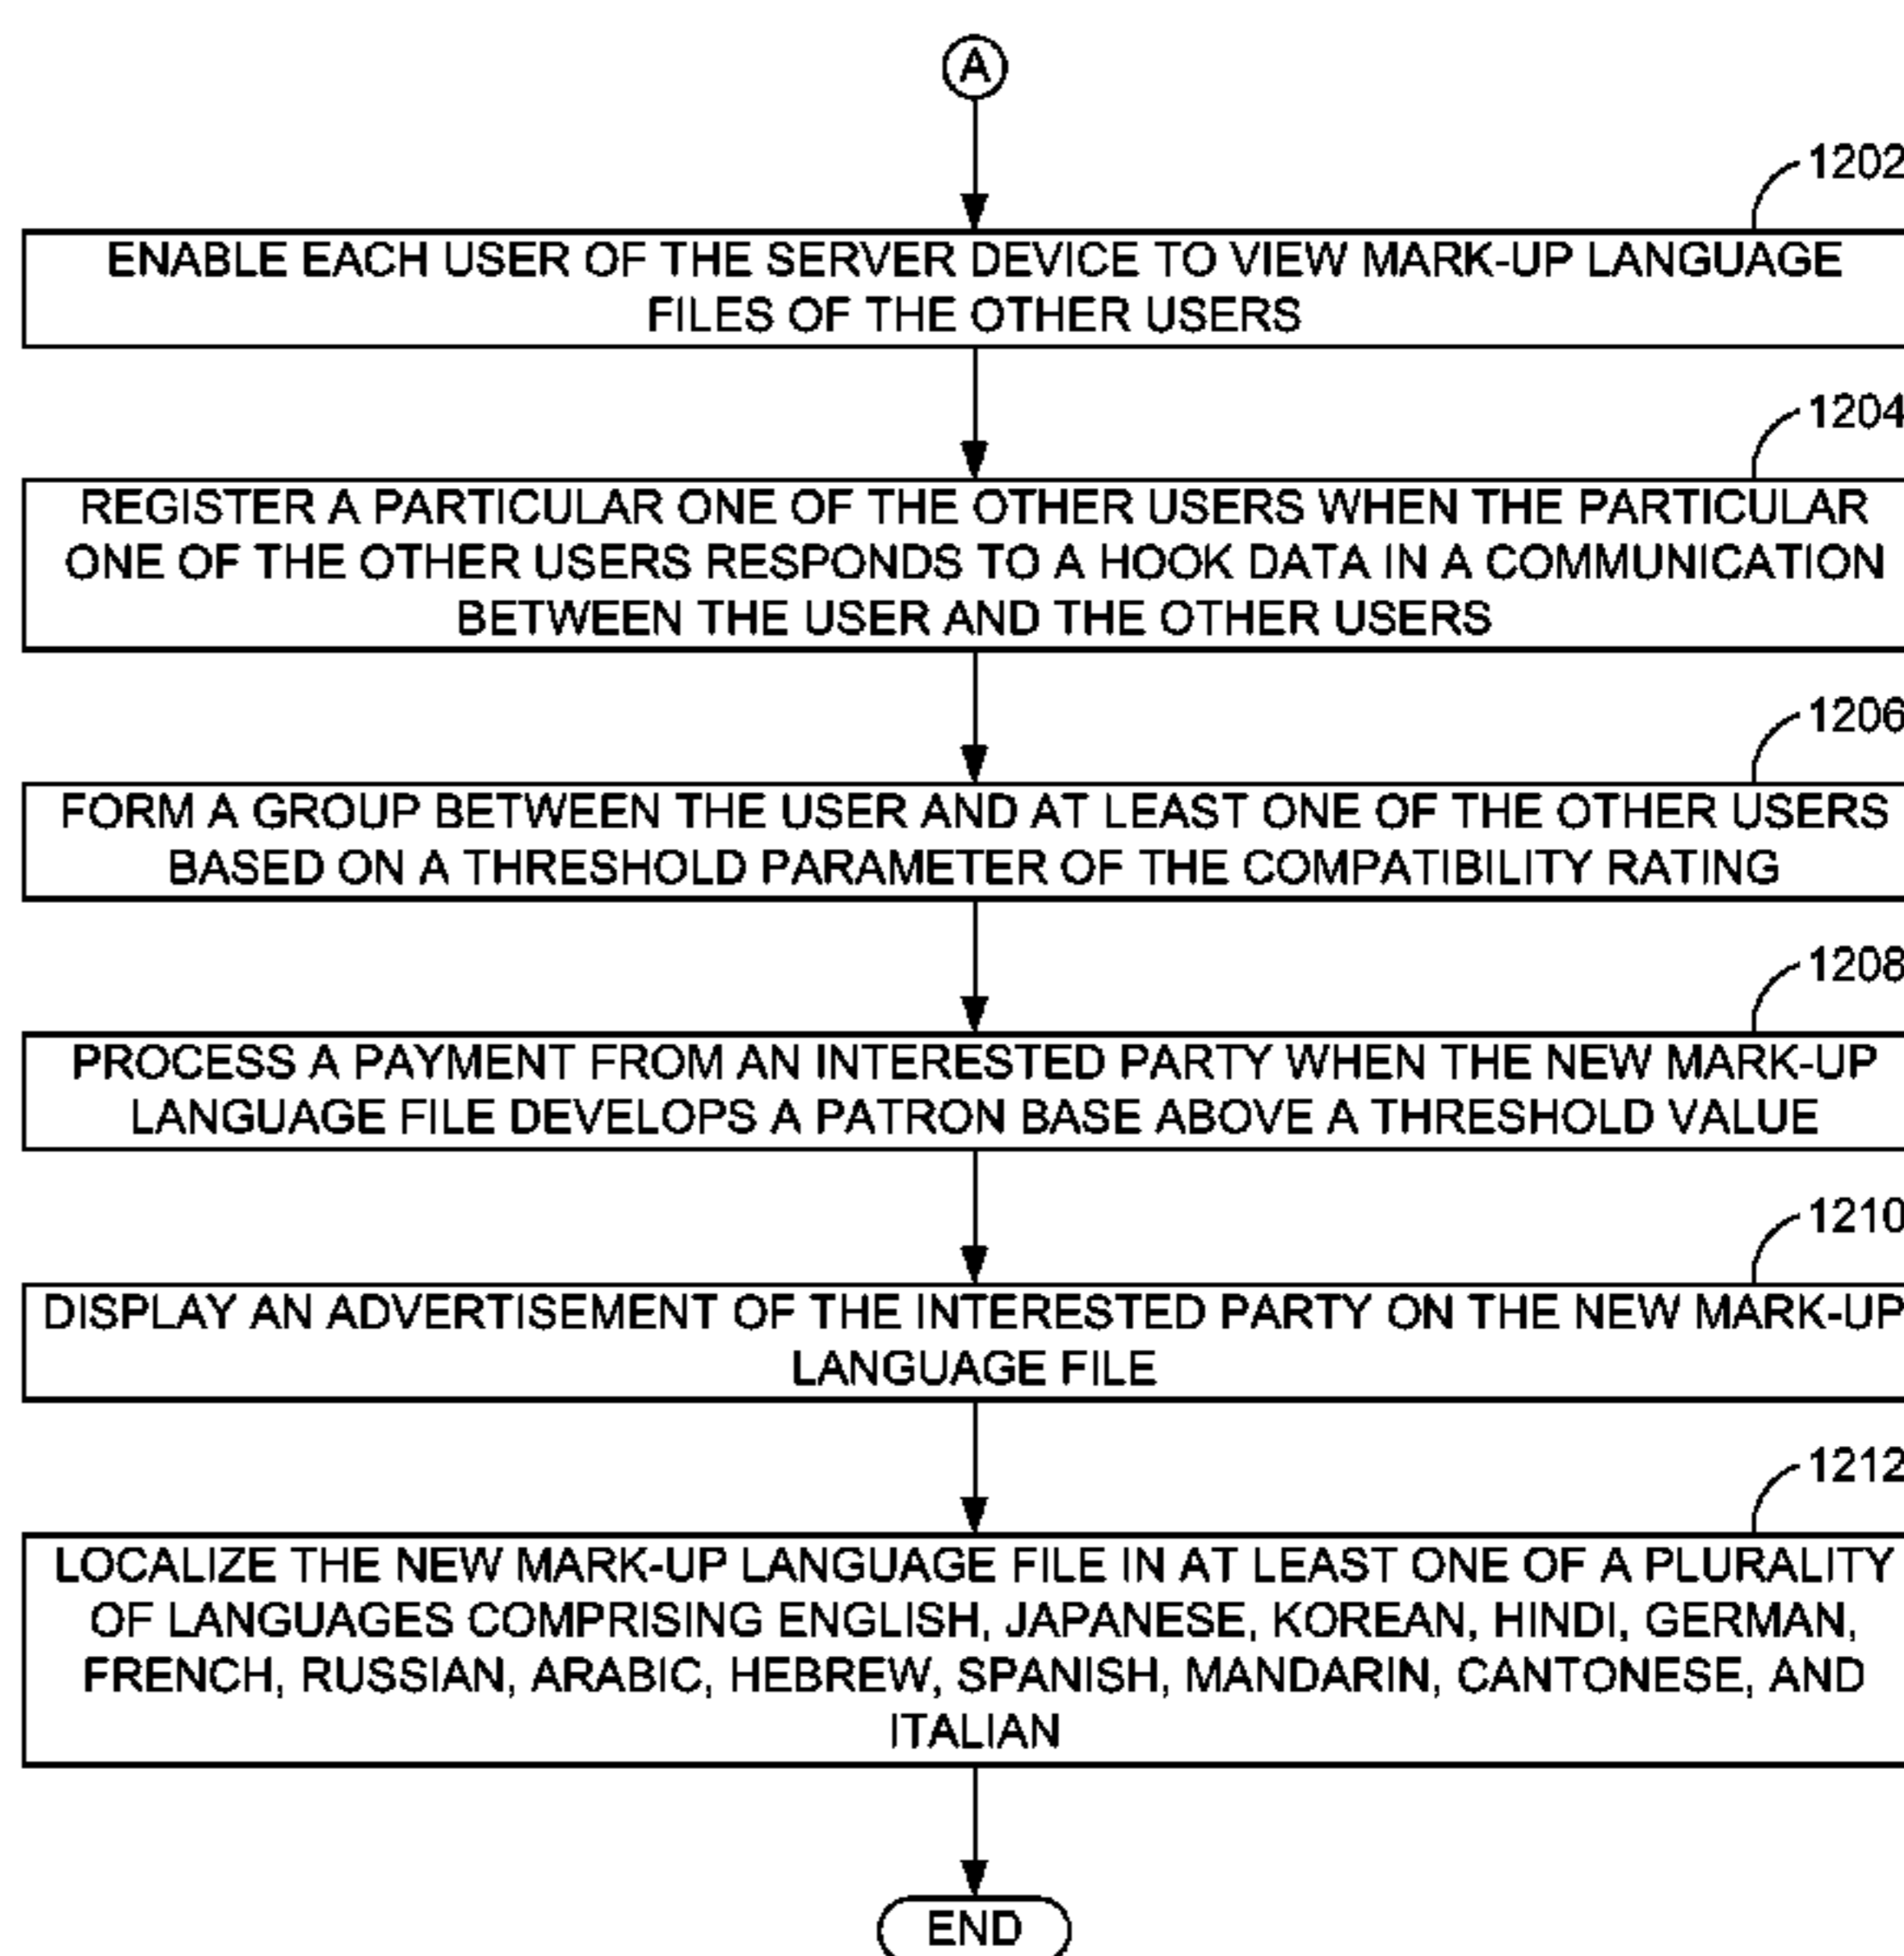 A
1202
ENABLE EACH USER OF THE SERVER DEVICE TO VIEW MARK-UP LANGUAGE
FILES OF THE OTHER USERS
1204
REGISTER A PARTICULAR ONE OF THE OTHER USERS WHEN THE PARTICULAR
ONE OF THE OTHER USERS RESPONDS TO A HOOK DATA IN A COMMUNICATION
BETWEEN THE USER AND THE OTHER USERS
1206
FORM A GROUP BETWEEN THE USER AND AT LEAST ONE OF THE OTHER USERS
BASED ON A THRESHOLD PARAMETER OF THE COMPATIBILITY RATING
1208
PROCESS A PAYMENT FROM AN INTERESTED PARTY WHEN THE NEW MARK-UP
LANGUAGE FILE DEVELOPS A PATRON BASE ABOVE A THRESHOLD VALUE
1210
DISPLAY AN ADVERTISEMENT OF THE INTERESTED PARTY ON THE NEW MARK-UP
LANGUAGE FILE
1212
LOCALIZE THE NEW MARK-UP LANGUAGE FILE IN AT LEAST ONE OF A PLURALITY
OF LANGUAGES COMPRISING ENGLISH, JAPANESE, KOREAN, HINDI, GERMAN,
FRENCH, RUSSIAN, ARABIC, HEBREW, SPANISH, MANDARIN, CANTONESE, AND
ITALIAN
END